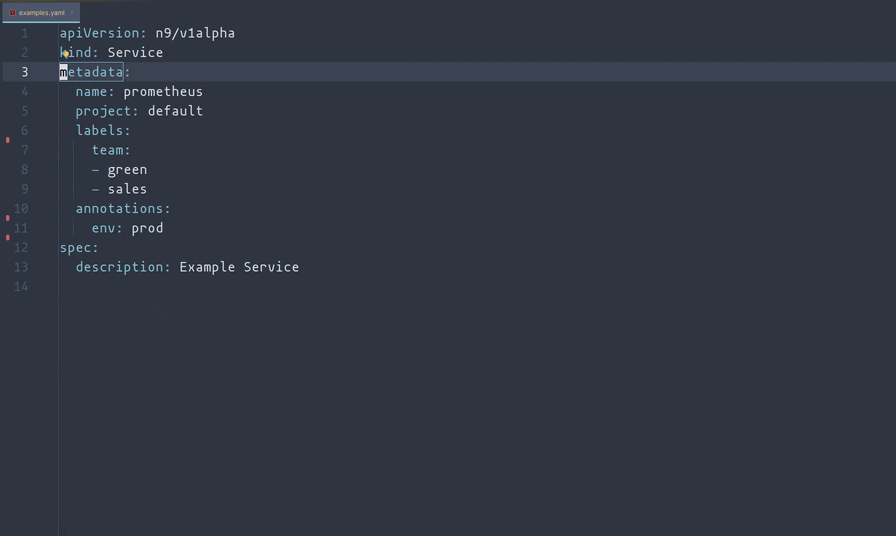 examples.yaml ×
1 apiVersion: n9/v1alpha
2 kind: Service
3 metadata:
4   name: prometheus
5   project: default
6   labels:
7     team:
8     - green
9     - sales
10   annotations:
11     env: prod
12 spec:
13   description: Example Service
14